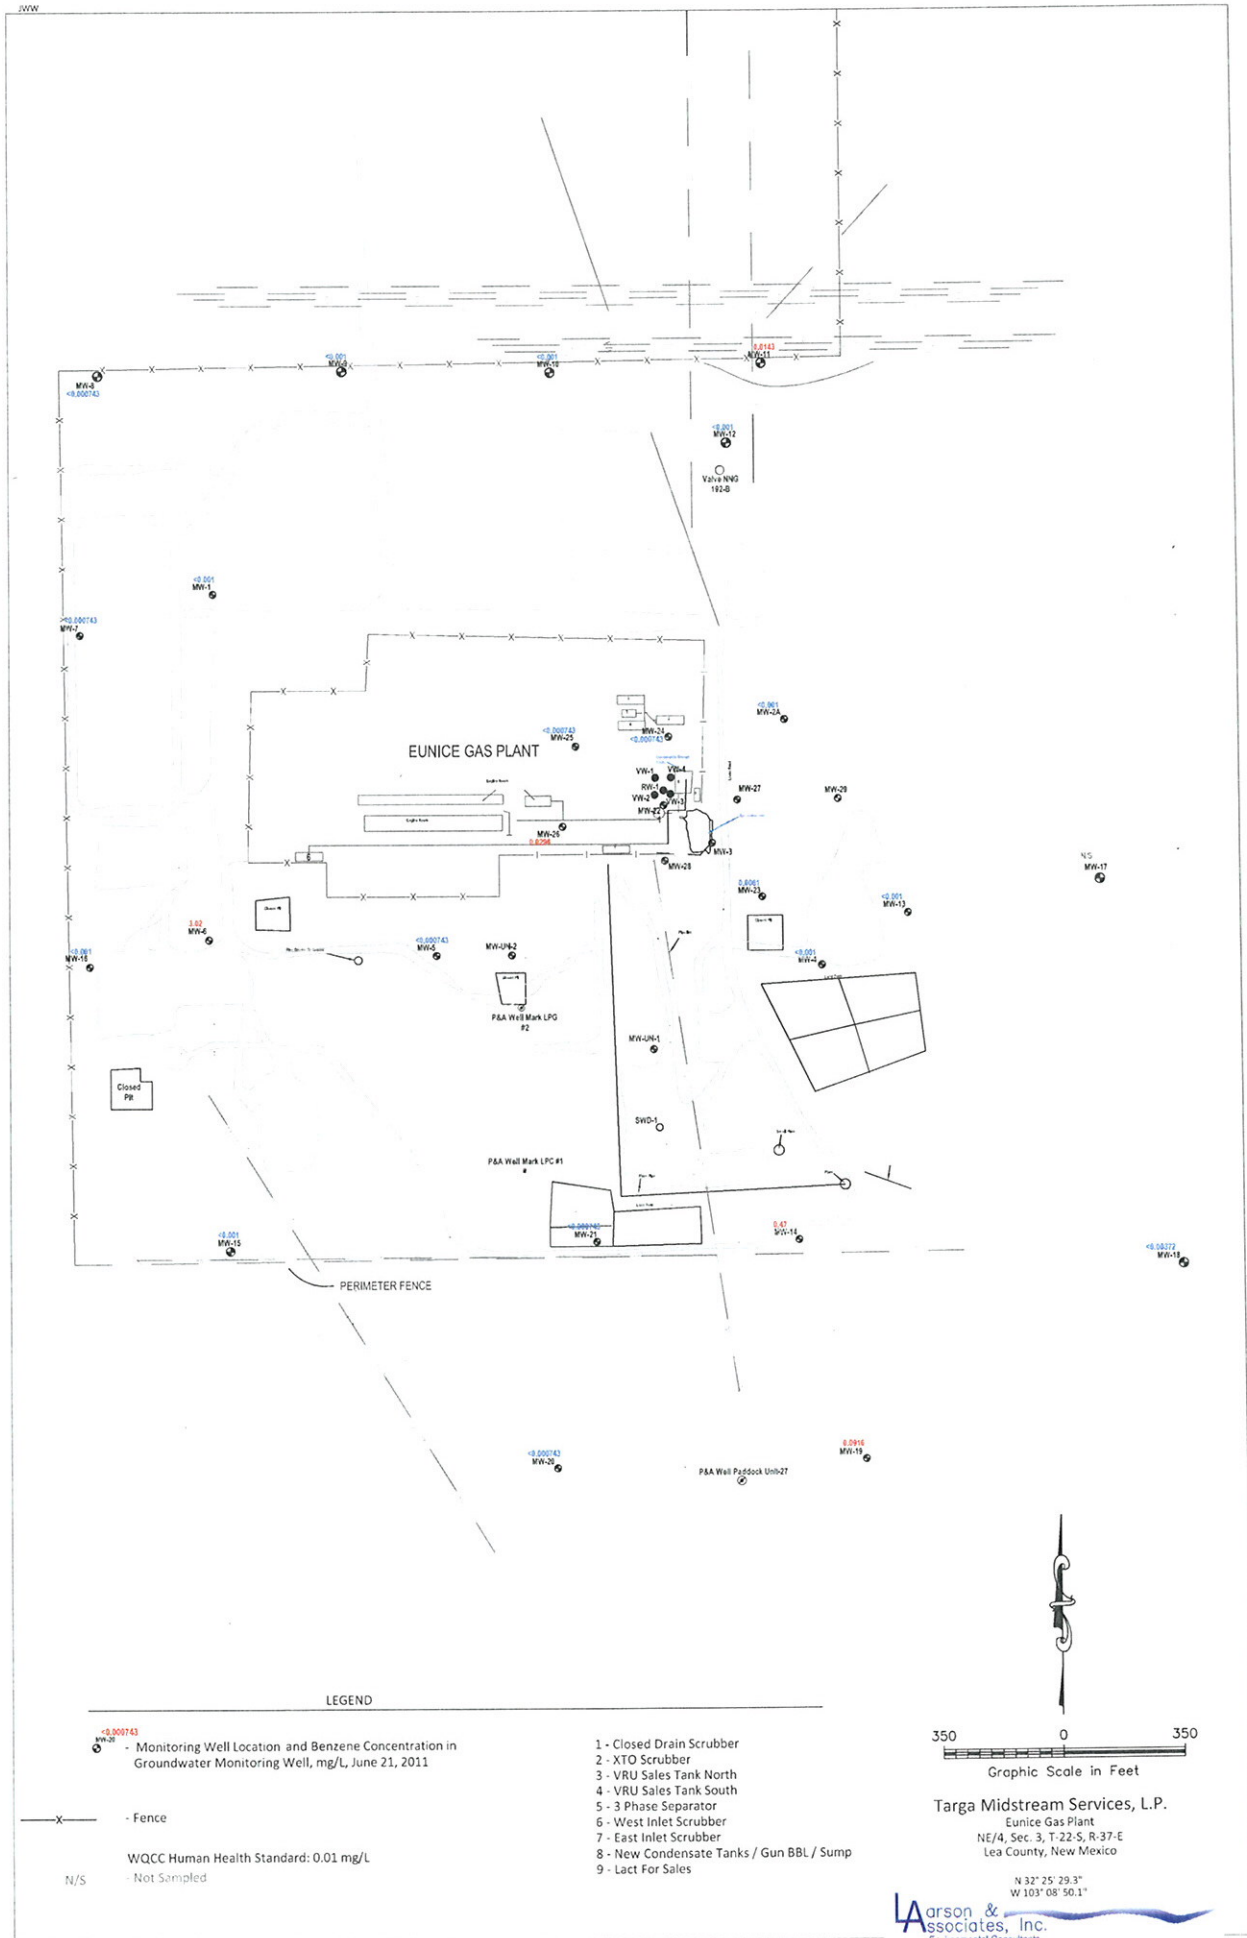 JWW
<0.001
MW-9
<0.001
MW-10
0.0143
MW-11
MW-8
<0.000743
<0.001
MW-12
Valve NNG
192-B
<0.001
MW-1
<0.000743
MW-7
<0.001
MW-2A
<0.000743
MW-25
MW-24
<0.000743
EUNICE GAS PLANT
VW-1
VW-4
RW-1
VW-2
VW-3
MW-22
MW-27
MW-29
MW-26
0.0298
MW-3
MW-28
N/S
MW-17
MW-23
<0.001
MW-13
3.02
MW-6
<0.001
MW-16
<0.000743
MW-5
MW-UN-2
<0.001
MW-4
P&A Well Mark LPG
#2
MW-UN-1
Closed
Pit
SWD-1
P&A Well Mark LPC #1
<0.001
MW-15
<0.000743
MW-21
0.47
MW-14
MW-18
PERIMETER FENCE
<0.000743
MW-20
P&A Well Paddock Unit-27
0.0916
MW-19
LEGEND
<0.000743
MW-20
- Monitoring Well Location and Benzene Concentration in
Groundwater Monitoring Well, mg/L, June 21, 2011
X
- Fence
WQCC Human Health Standard: 0.01 mg/L
N/S - Not Sampled
1 - Closed Drain Scrubber
2 - XTO Scrubber
3 - VRU Sales Tank North
4 - VRU Sales Tank South
5 - 3 Phase Separator
6 - West Inlet Scrubber
7 - East Inlet Scrubber
8 - New Condensate Tanks / Gun BBL / Sump
9 - Lact For Sales
350 0 350
Graphic Scale in Feet
Targa Midstream Services, L.P.
Eunice Gas Plant
NE/4, Sec. 3, T-22-S, R-37-E
Lea County, New Mexico
N 32° 25' 29.3"
W 103° 08' 50.1"
Larson &
Associates, Inc.
Environmental Consultants